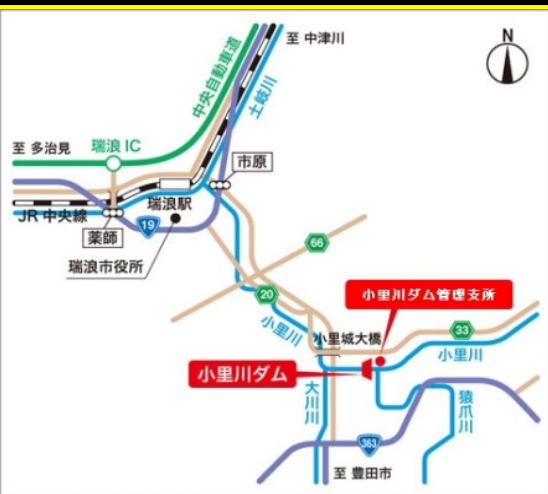 至 中津川
N
中央自動車道
土岐川
至 多治見
瑞浪 IC
市原
瑞浪駅
JR 中央線
19
薬師
瑞浪市役所
66
20
小里川ダム管理支所
小里川
小里城大橋
33
小里川
小里川ダム
大川川
猿爪川
363
至 豊田市